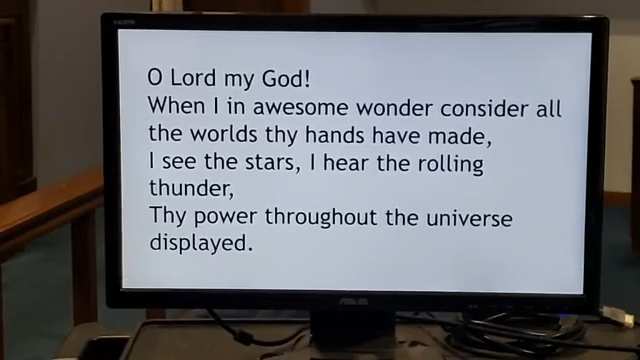 HDMI
O Lord my God!
When I in awesome wonder consider all
the worlds thy hands have made,
I see the stars, I hear the rolling
thunder,
Thy power throughout the universe
displayed.
ASUS